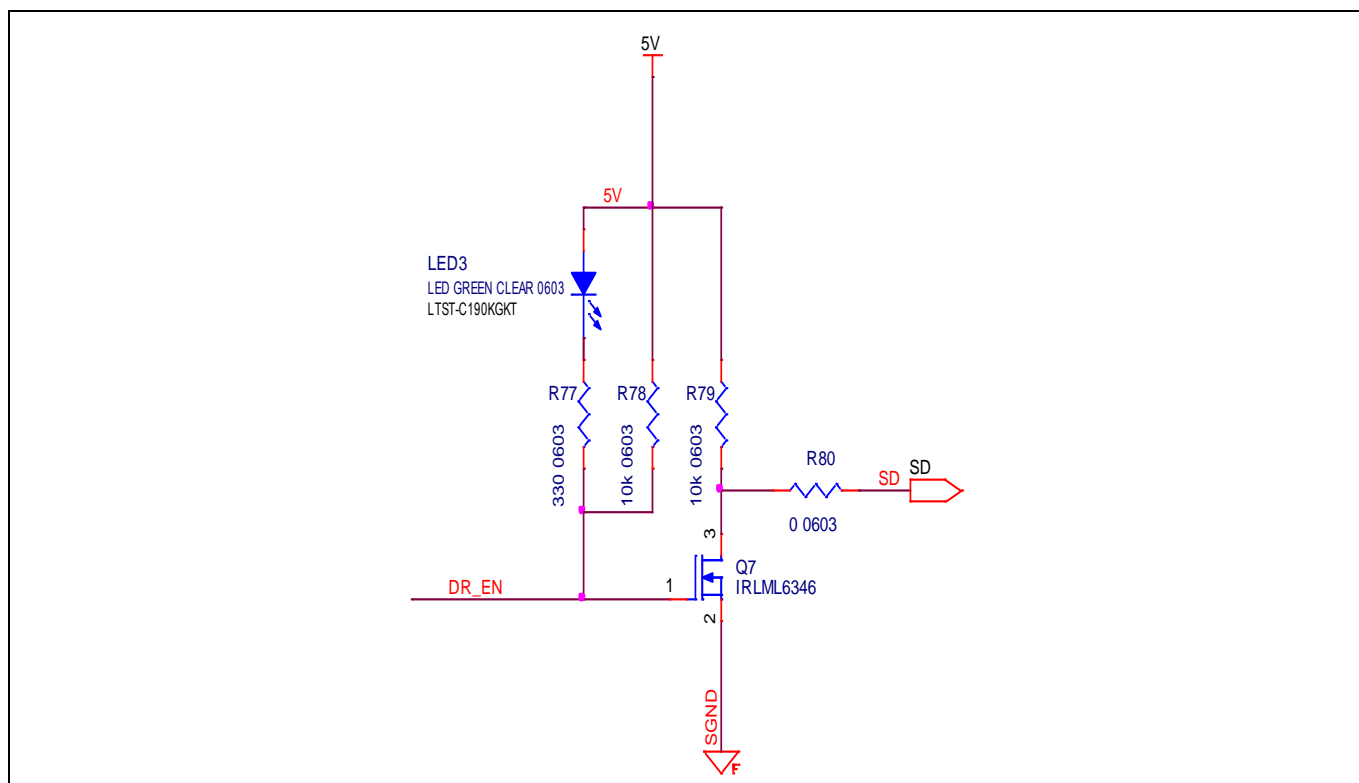 5V
5V
LED3
LED GREEN CLEAR 0603
LTST-C190KGKT
R77
330 0603
R78
10k 0603
R79
10k 0603
R80
0 0603
SD
SD
3
Q7
IRLML6346
DR_EN
1
2
SGND
F